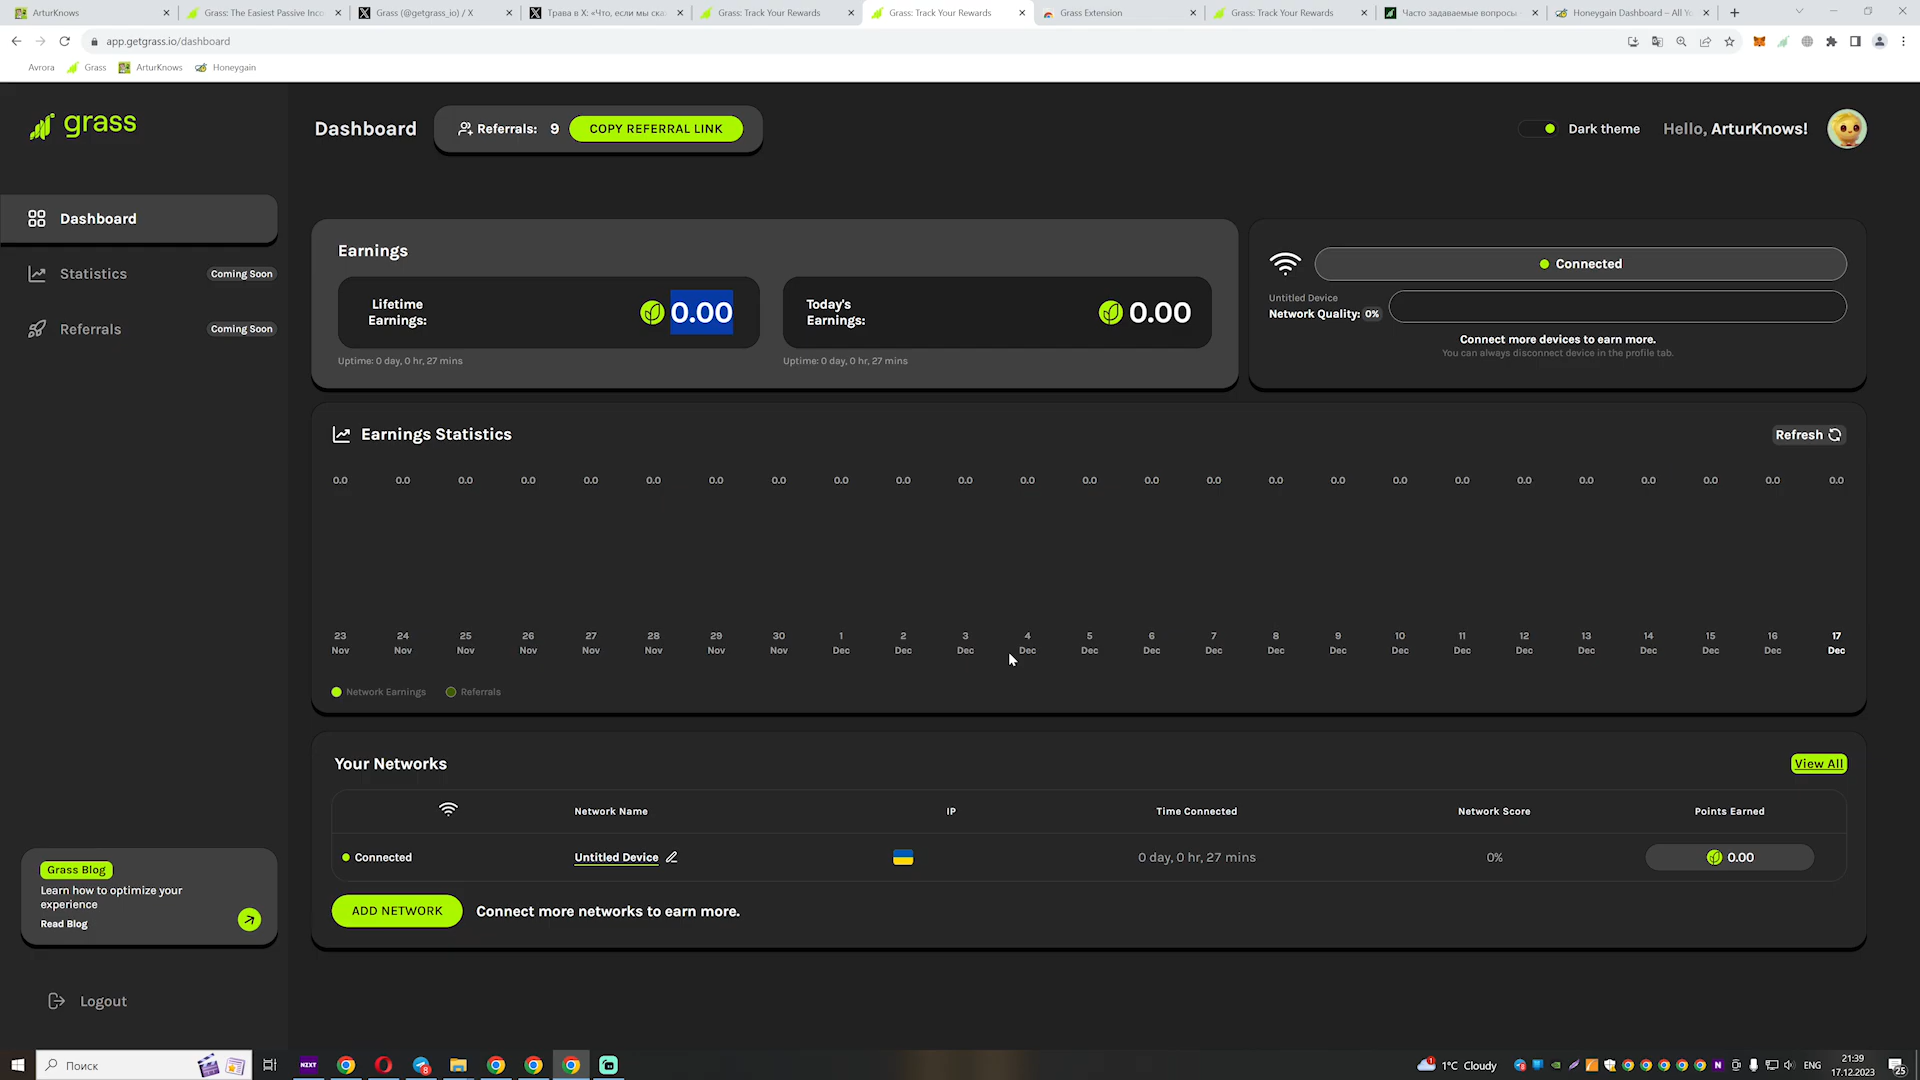 ArturKnows
Grass: The Easiest Passive Inco
Grass (@getgrass_io) / X
Трава в X: «Что, если мы ска
Grass: Track Your Rewards
Grass: Track Your Rewards
Grass Extension
Grass: Track Your Rewards
Часто задаваемые вопросы
Honeygain Dashboard – All Yo
app.getgrass.io/dashboard
Avrora
Grass
ArturKnows
Honeygain
grass
Dashboard
Referrals: 9
COPY REFERRAL LINK
Dark theme
Hello, ArturKnows!
Dashboard
Statistics
Coming Soon
Referrals
Coming Soon
Earnings
Lifetime
Earnings:
0.00
Uptime: 0 day, 0 hr, 27 mins
Today's
Earnings:
0.00
Uptime: 0 day, 0 hr, 27 mins
Connected
Untitled Device
Network Quality: 0%
Connect more devices to earn more.
You can always disconnect device in the profile tab.
Earnings Statistics
Refresh
0.0 0.0 0.0 0.0 0.0 0.0 0.0 0.0 0.0 0.0 0.0 0.0 0.0 0.0 0.0 0.0 0.0 0.0 0.0 0.0 0.0 0.0 0.0 0.0 0.0
23 24 25 26 27 28 29 30 1 2 3 4 5 6 7 8 9 10 11 12 13 14 15 16 17
Nov Nov Nov Nov Nov Nov Nov Nov Dec Dec Dec Dec Dec Dec Dec Dec Dec Dec Dec Dec Dec Dec Dec Dec Dec
Network Earnings
Referrals
Your Networks
View All
Network Name
IP
Time Connected
Network Score
Points Earned
Connected
Untitled Device
0 day, 0 hr, 27 mins
0%
0.00
ADD NETWORK
Connect more networks to earn more.
Grass Blog
Learn how to optimize your
experience
Read Blog
Logout
Поиск
NEXT
8
1
1°C Cloudy
N
ENG
21:39
17.12.2023
25